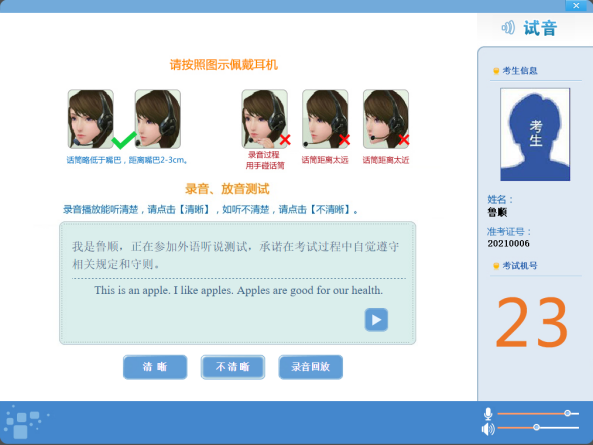 试音
请按照图示佩戴耳机
话筒略低于嘴巴，距离嘴巴2-3cm。
录音过程
用手碰话筒
话筒距离太远
话筒距离太近
录音、放音测试
录音播放能听清楚，请点击【清晰】，如听不清楚，请点击【不清晰】。
我是鲁顺，正在参加外语听说测试，承诺在考试过程中自觉遵守
相关规定和守则。
This is an apple. I like apples. Apples are good for our health.
清 晰
不 清 晰
录音回放
考生信息
考
生
姓名：
鲁顺
准考证号：
20210006
考试机号
23